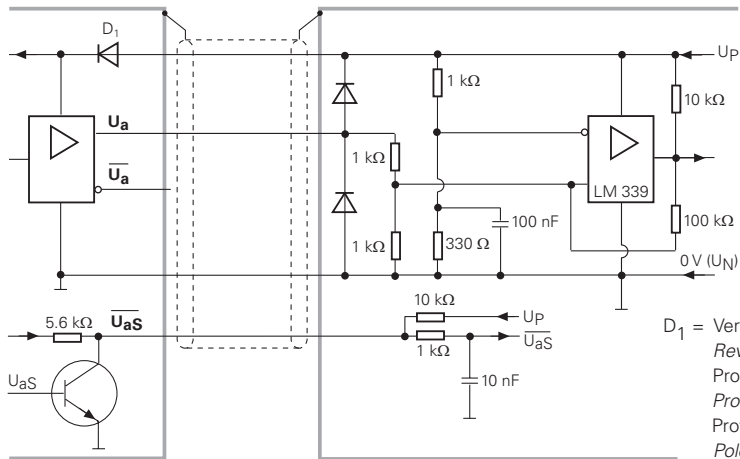 D1
UP
1 kΩ
10 kΩ
Ua
1 kΩ
Ua
LM 339
100 nF
100 kΩ
1 kΩ
330 Ω
0 V (UN)
10 kΩ
5.6 kΩ
UaS
UP
1 kΩ
UaS
D1 = Ver
Rev
UaS
10 nF
Pro
Pro
Pro
Pole